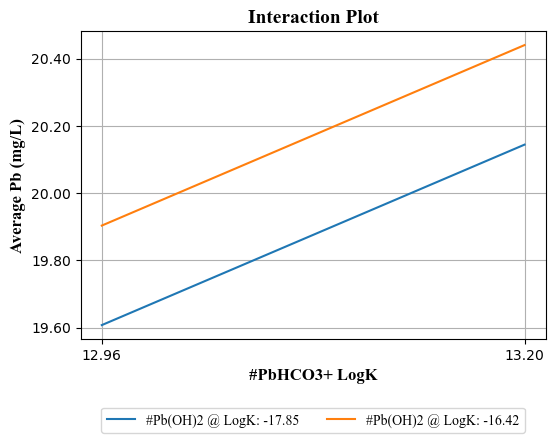 Interaction Plot
Average Pb (mg/L)
20.40
20.20
20.00
19.80
19.60
12.96 13.20
#PbHCO3+ LogK
#Pb(OH)2 @ LogK: -17.85 #Pb(OH)2 @ LogK: -16.42